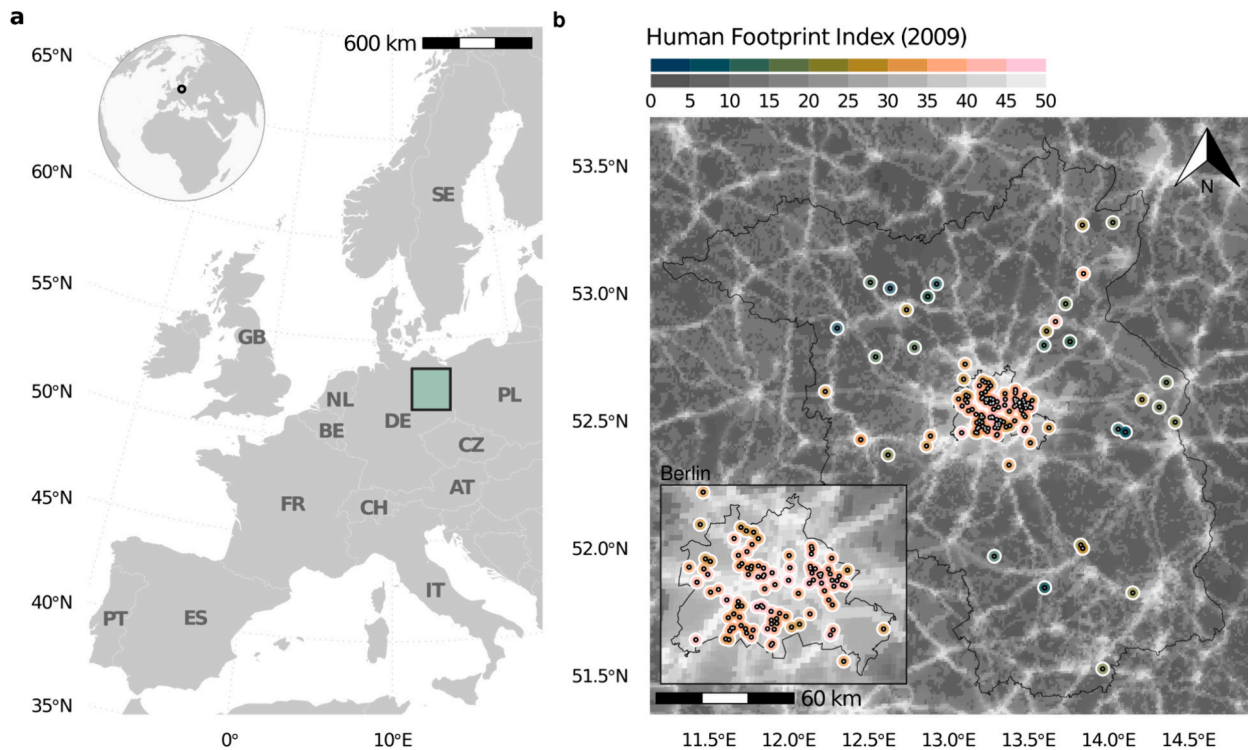 a
65°N
600 km
60°N
SE
55°N
GB
50°N
NL
PL
DE
BE
CZ
AT
45°N
FR
CH
40°N
IT
PT
ES
35°N
0°
10°E
b
Human Footprint Index (2009)
0 5 10 15 20 25 30 35 40 45 50
53.5°N
N
53.0°N
52.5°N
Berlin
52.0°N
51.5°N
60 km
11.5°E 12.0°E 12.5°E 13.0°E 13.5°E 14.0°E 14.5°E